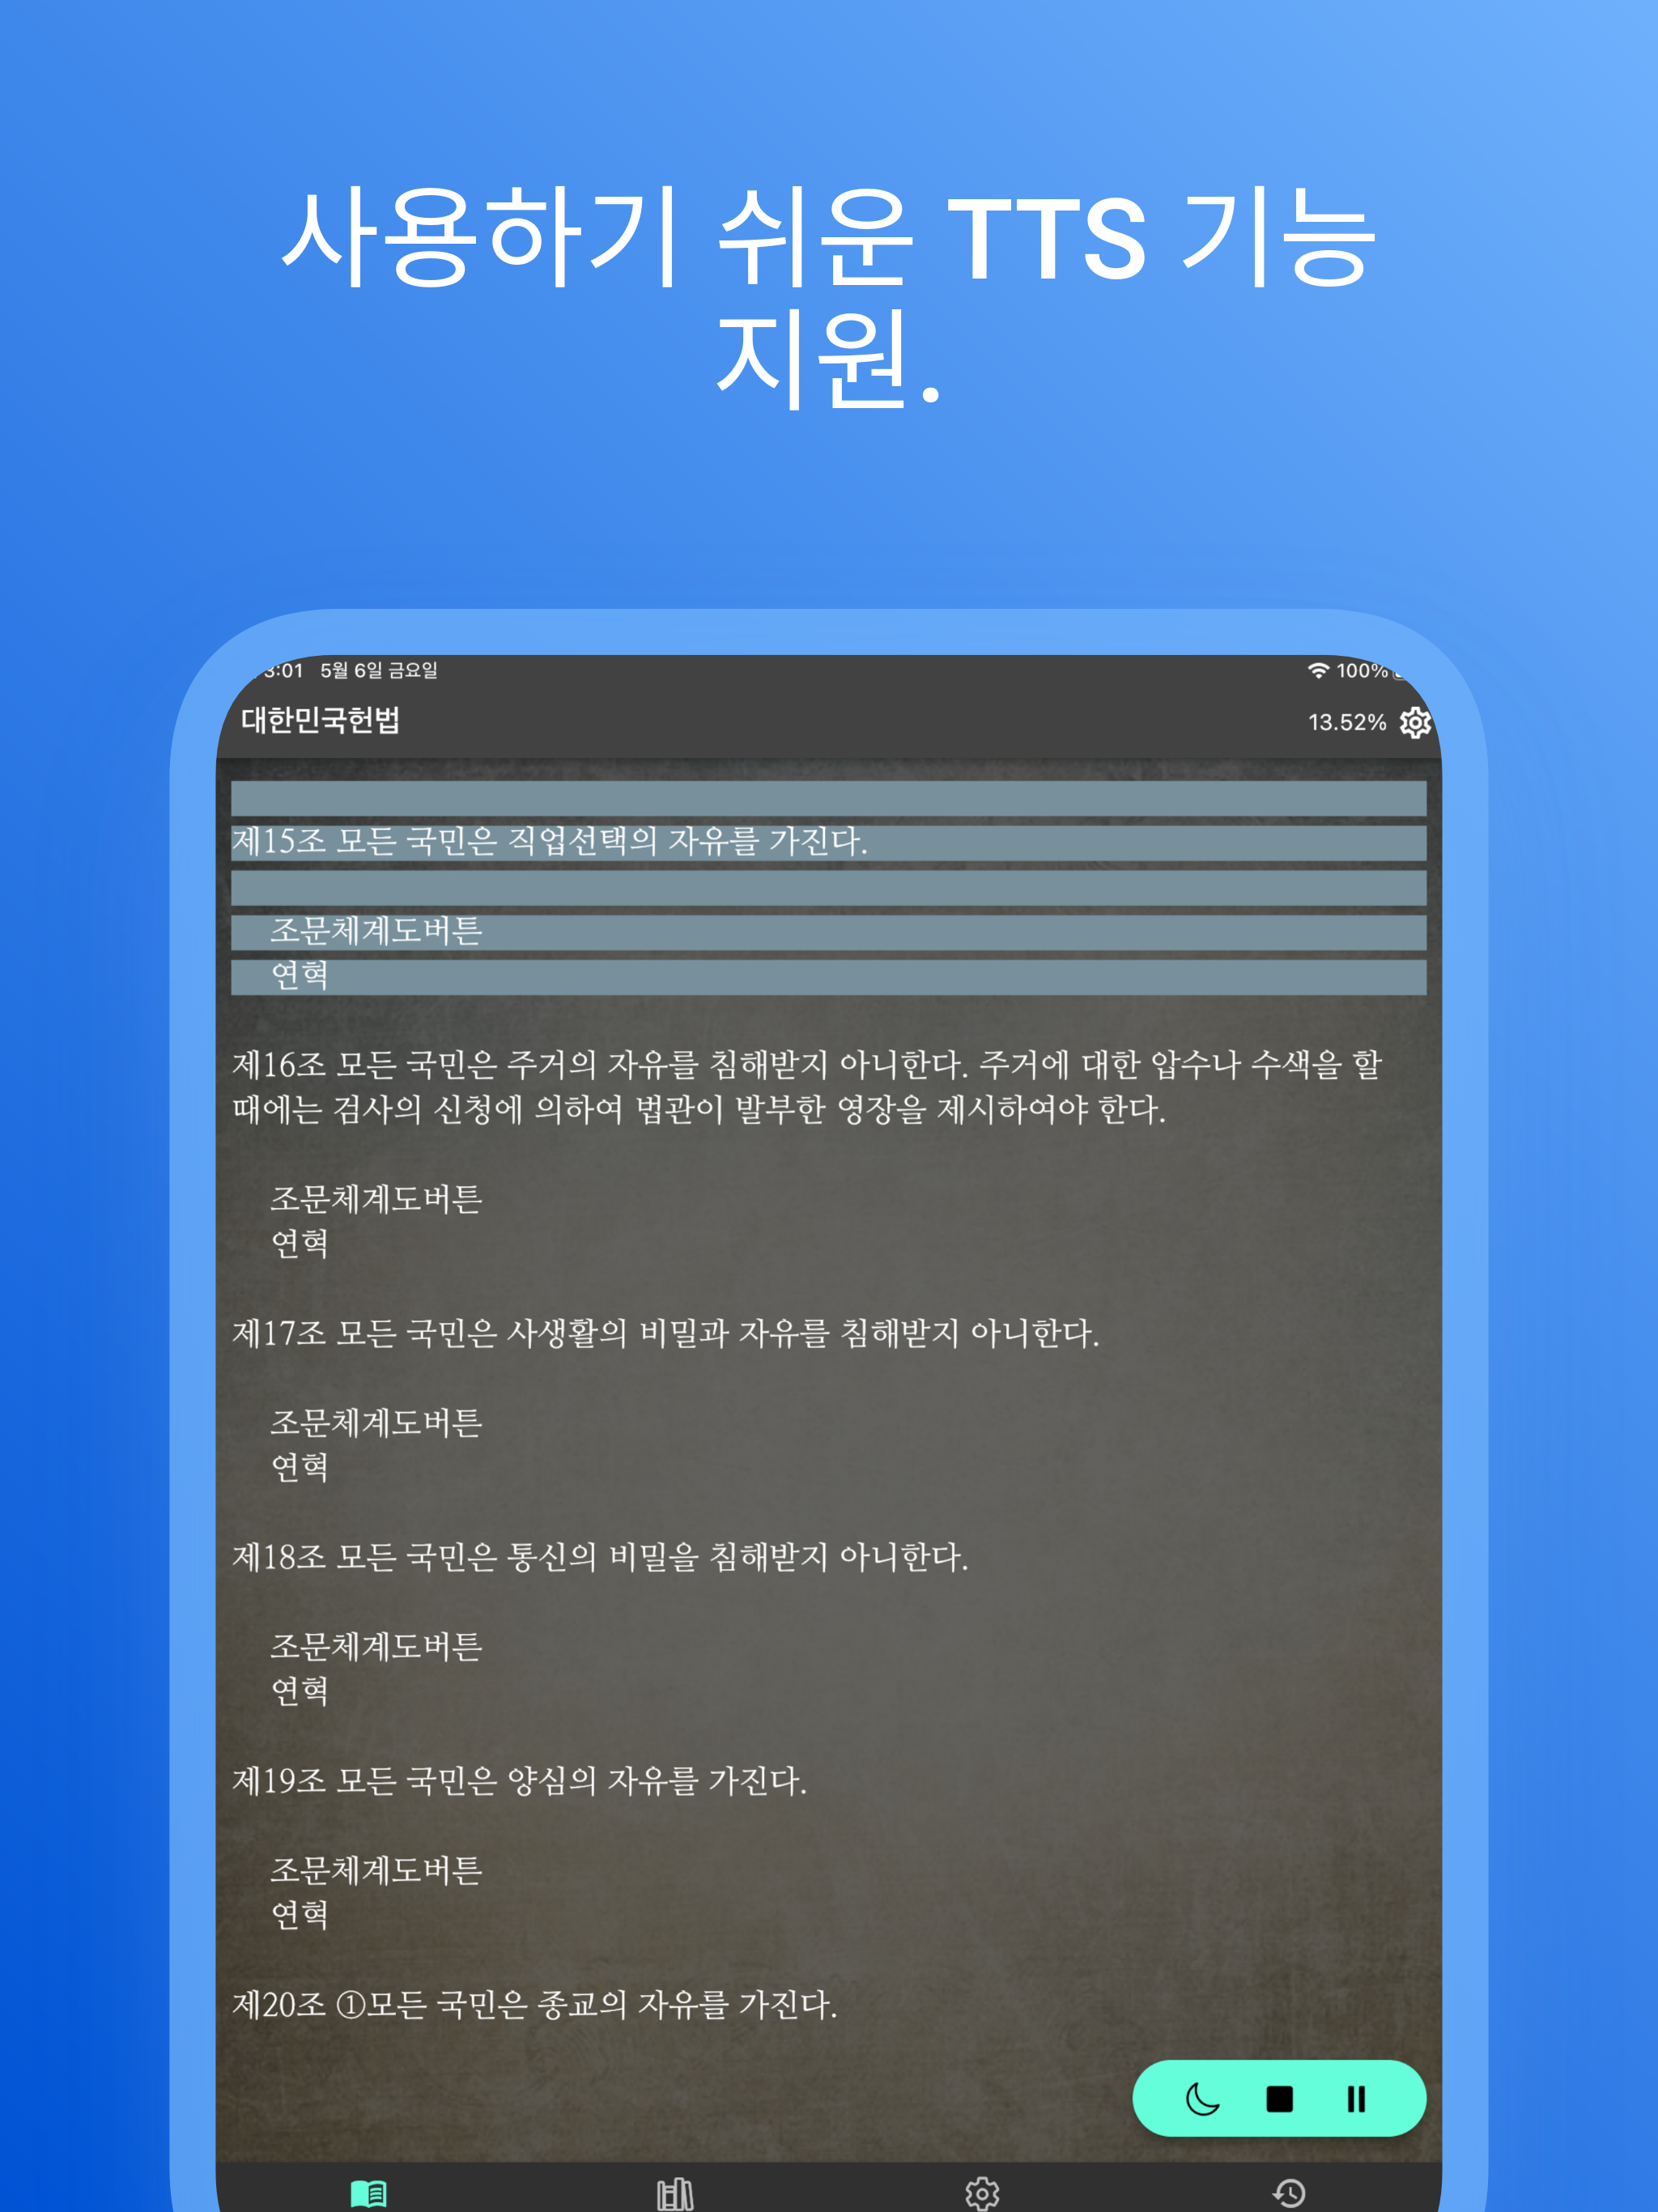 사용하기 쉬운 TTS 기능
지원.
3:01 5월 6일 금요일
100%
대한민국헌법
13.52%
제15조 모든 국민은 직업선택의 자유를 가진다.
조문체계도버튼
연혁
제16조 모든 국민은 주거의 자유를 침해받지 아니한다. 주거에 대한 압수나 수색을 할
때에는 검사의 신청에 의하여 법관이 발부한 영장을 제시하여야 한다.
조문체계도버튼
연혁
제17조 모든 국민은 사생활의 비밀과 자유를 침해받지 아니한다.
조문체계도버튼
연혁
제18조 모든 국민은 통신의 비밀을 침해받지 아니한다.
조문체계도버튼
연혁
제19조 모든 국민은 양심의 자유를 가진다.
조문체계도버튼
연혁
제20조 ①모든 국민은 종교의 자유를 가진다.